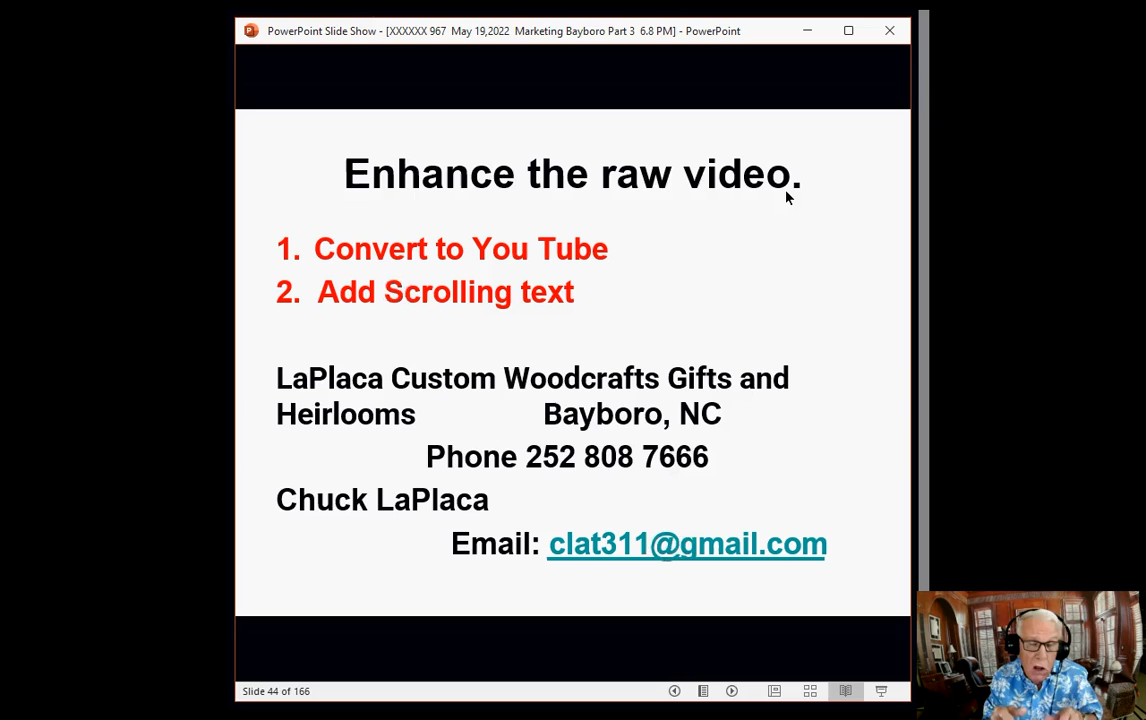 PowerPoint Slide Show - [XXXXXX 967 May 19,2022 Marketing Bayboro Part 3 6.8 PM] - PowerPoint
Enhance the raw video.
1. Convert to You Tube
2. Add Scrolling text
LaPlaca Custom Woodcrafts Gifts and
Heirlooms Bayboro, NC
Phone 252 808 7666
Chuck LaPlaca
Email: clat311@gmail.com
Slide 44 of 166